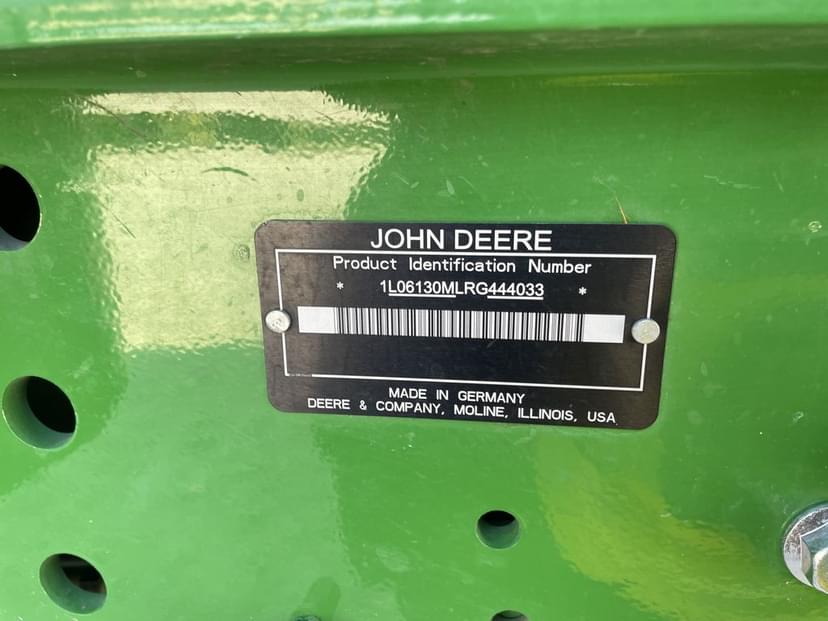 JOHN DEERE
Product Identification Number
* 1L06130MLRG444033 *
MADE IN GERMANY
DEERE & COMPANY, MOLINE, ILLINOIS, USA